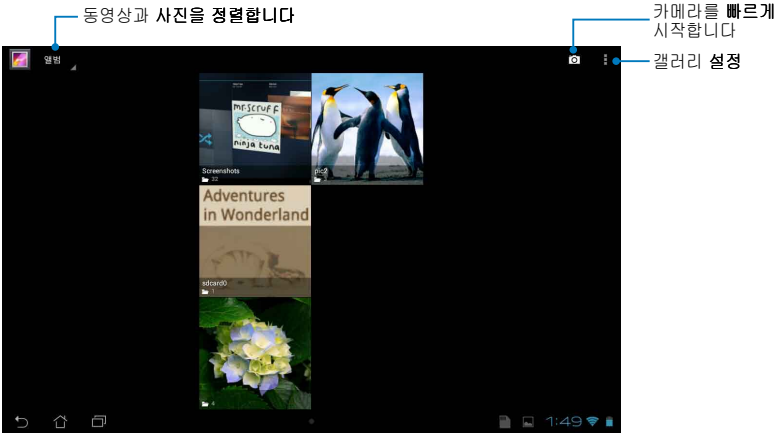 동영상과 사진을 정렬합니다
카메라를 빠르게
시작합니다
갤러리 설정
앨범
mr.scruff
ninja tuna
Screenshots
32
pic2
Adventures
in Wonderland
sdcard0
1
4
1:49